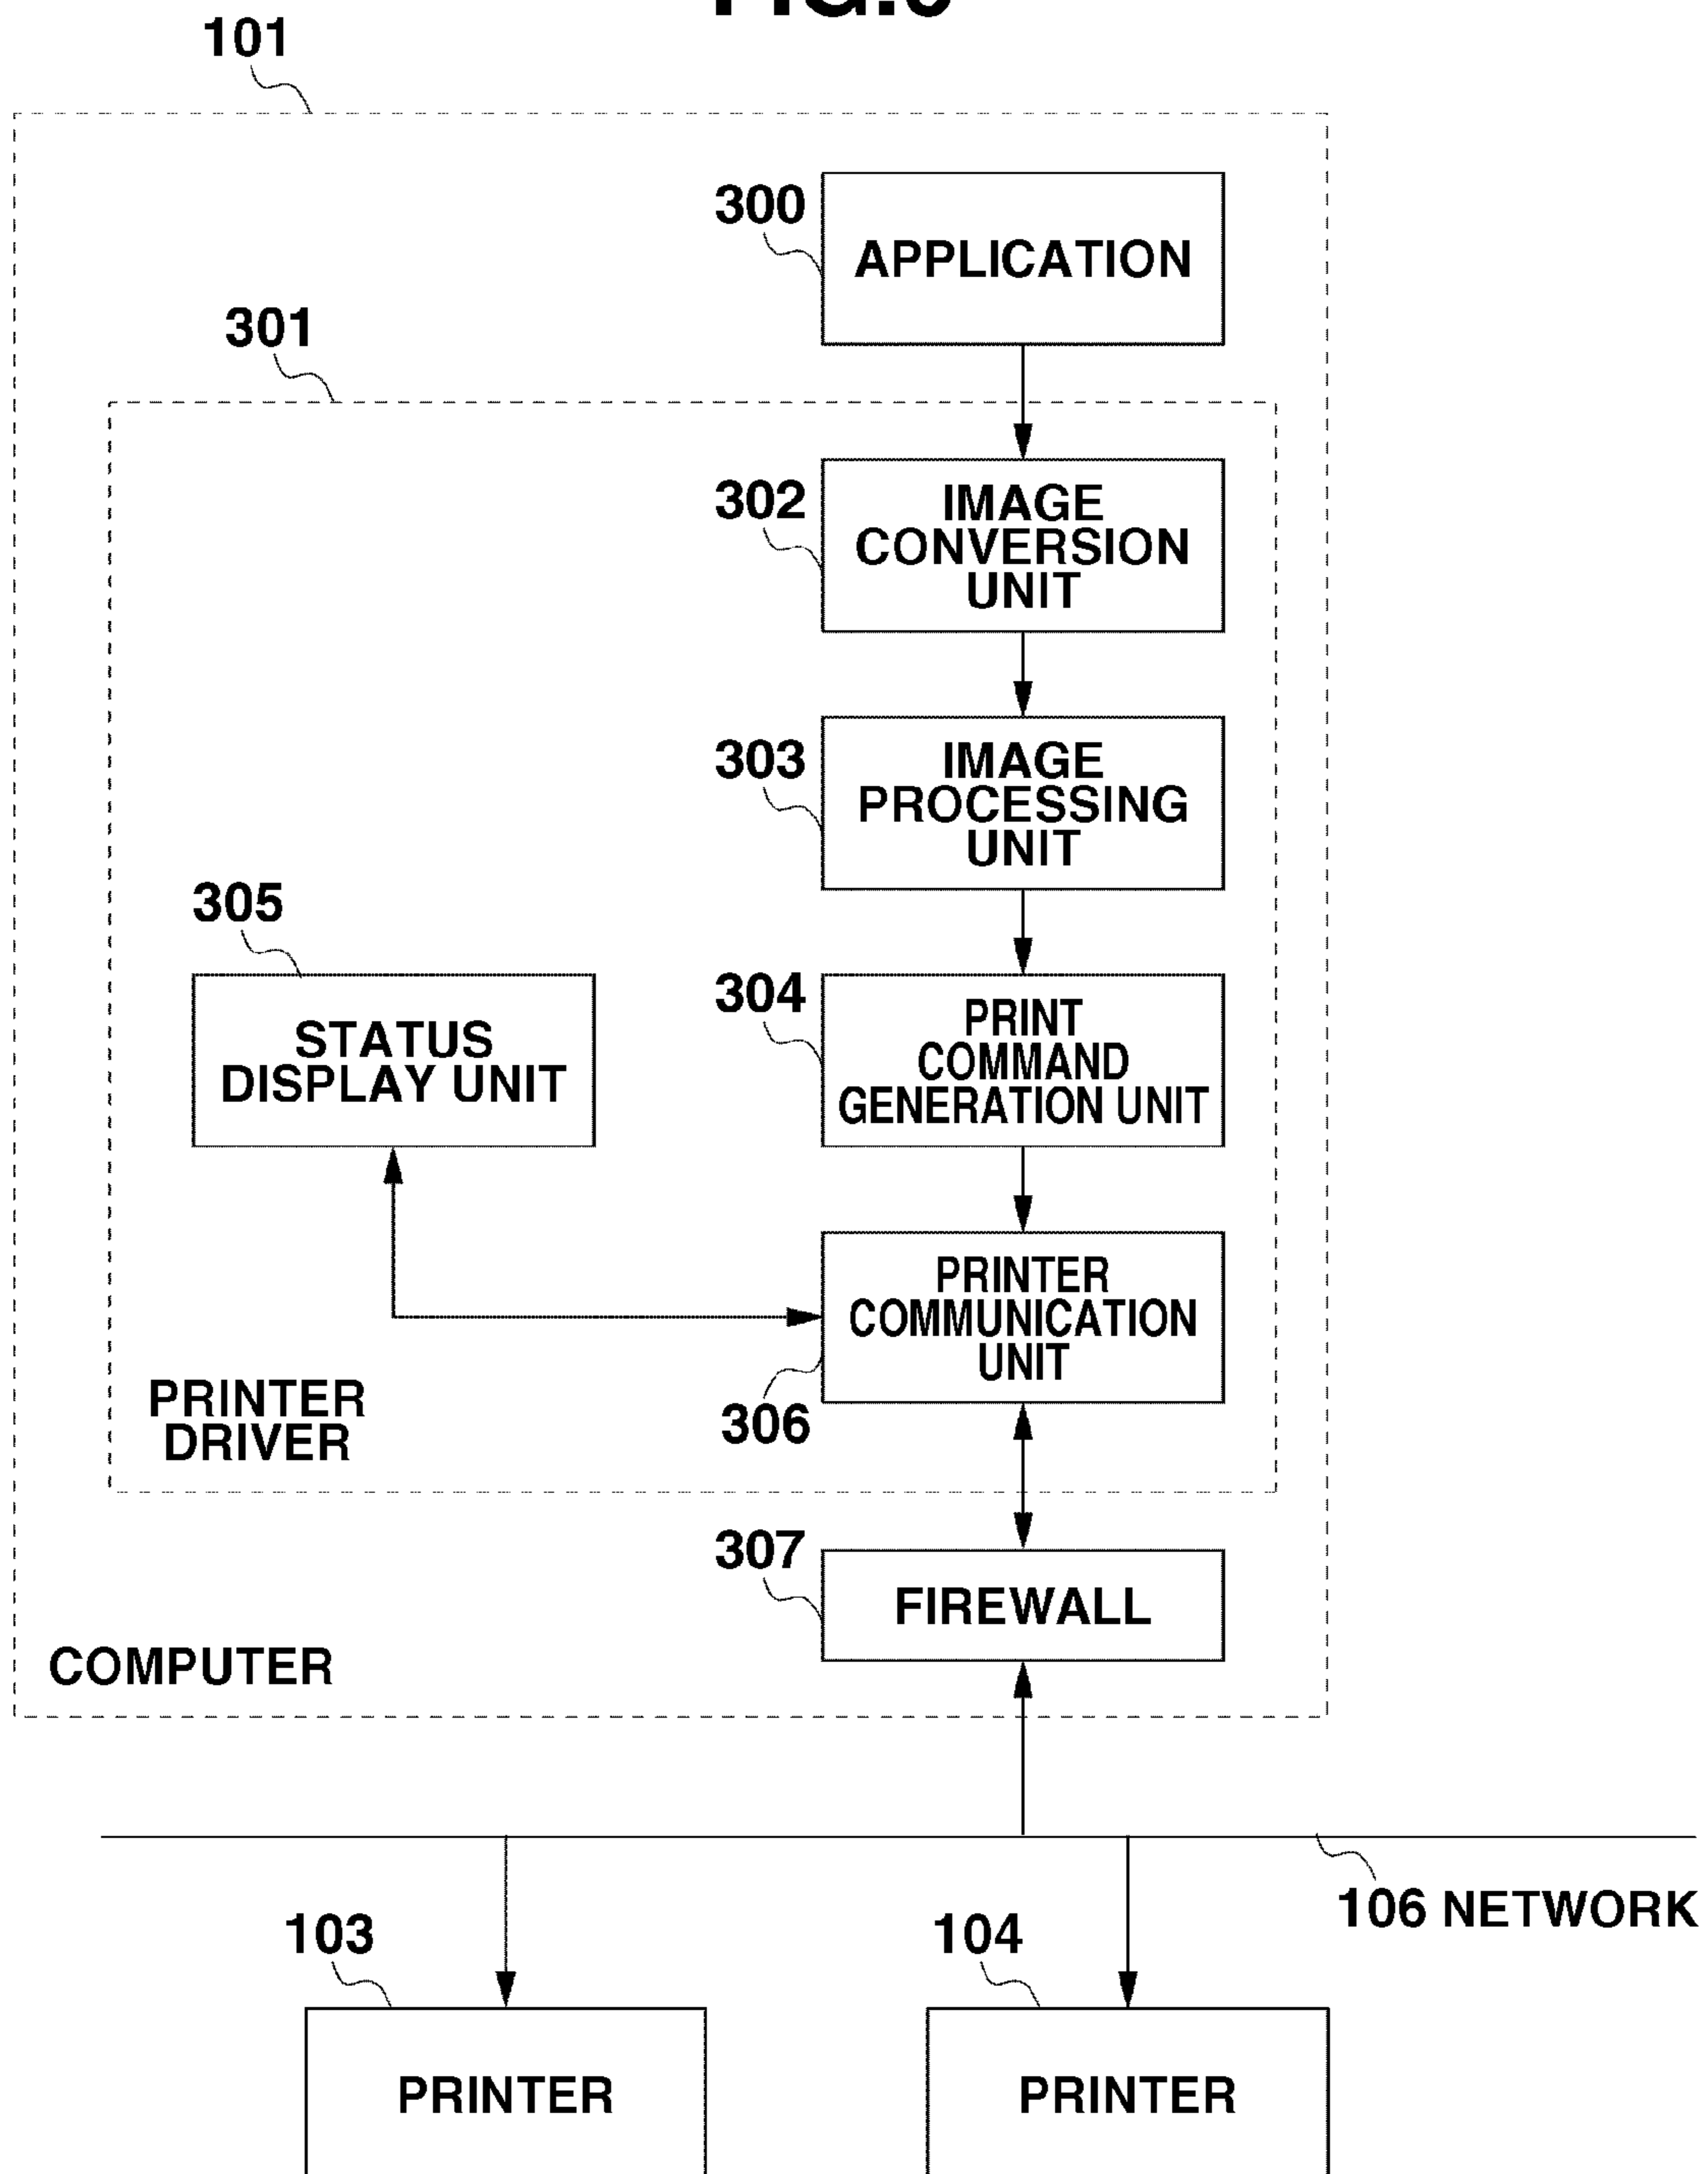 101
300
APPLICATION
301
302
IMAGE
CONVERSION
UNIT
303
IMAGE
PROCESSING
UNIT
305
STATUS
DISPLAY UNIT
304
PRINT
COMMAND
GENERATION UNIT
PRINTER
COMMUNICATION
UNIT
306
PRINTER
DRIVER
307
FIREWALL
COMPUTER
106 NETWORK
103
PRINTER
104
PRINTER